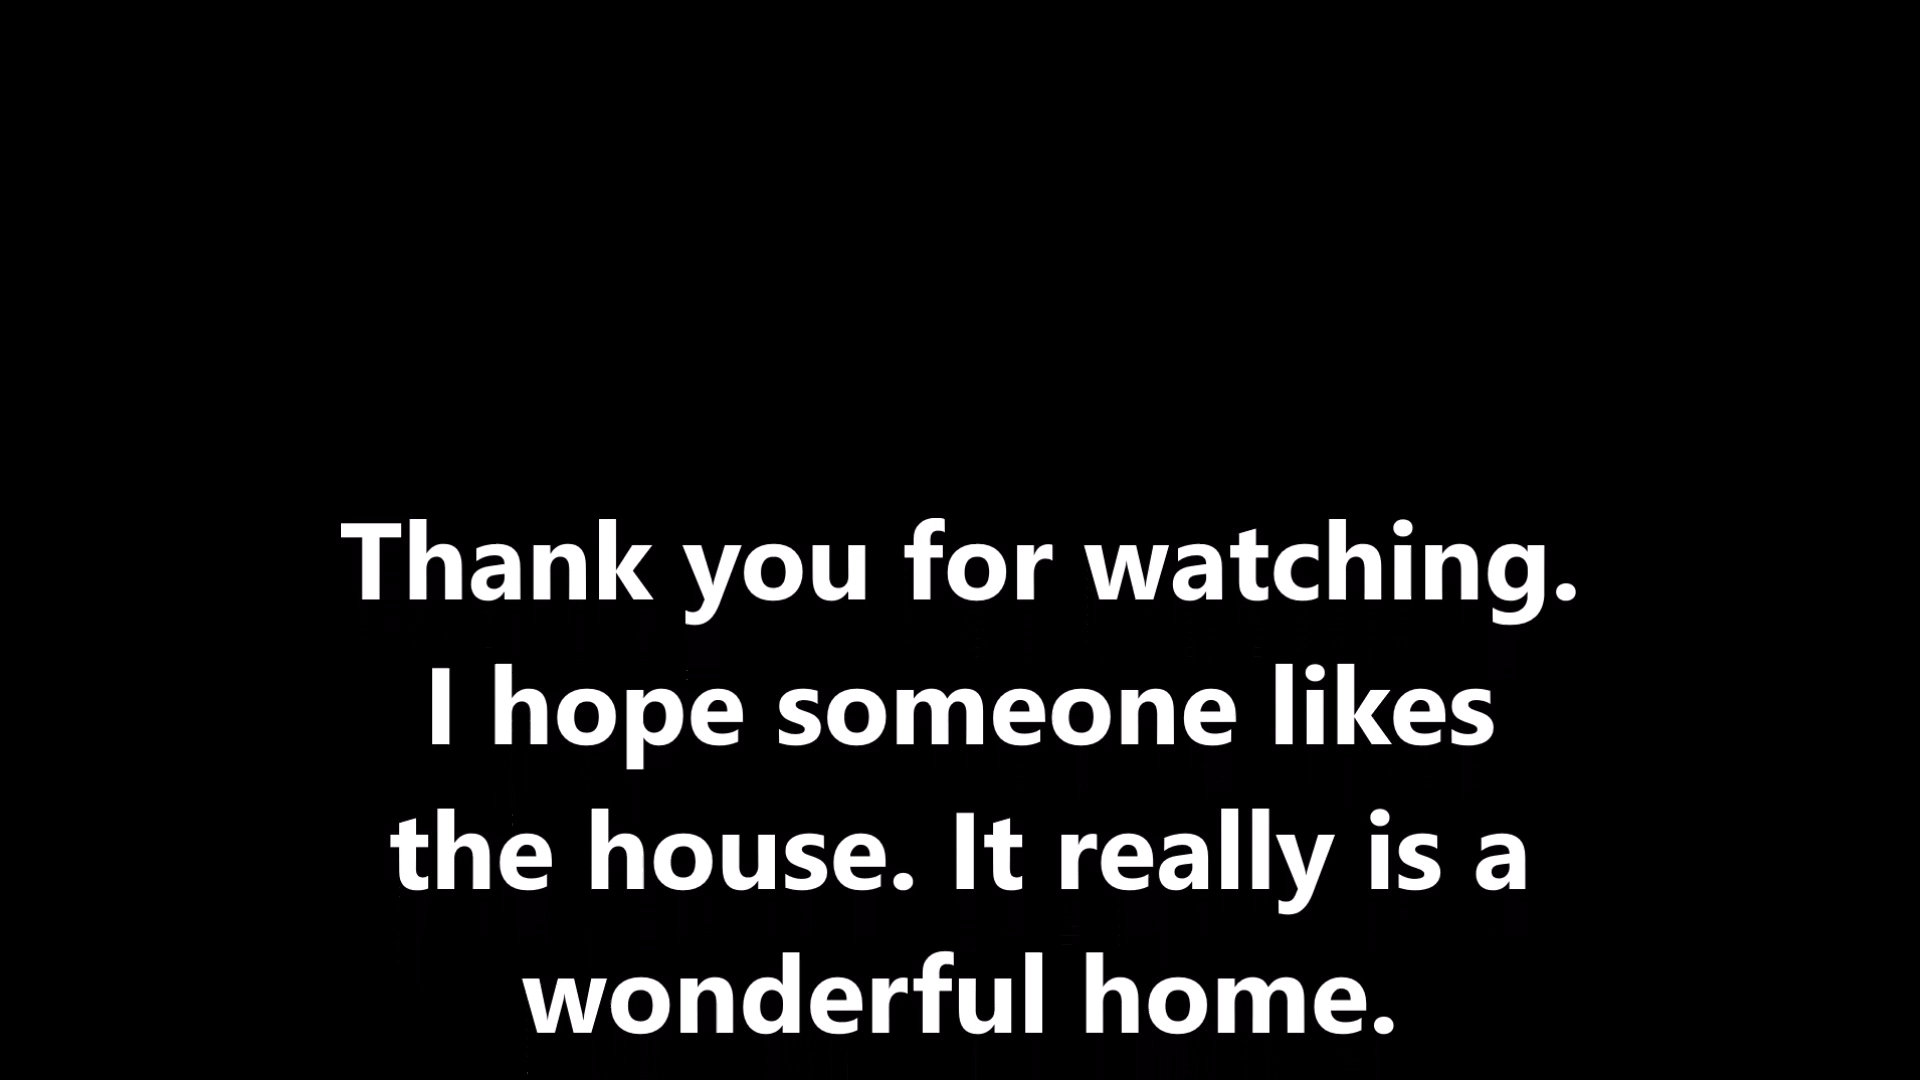 Thank you for watching.
I hope someone likes
the house. It really is a
wonderful home.